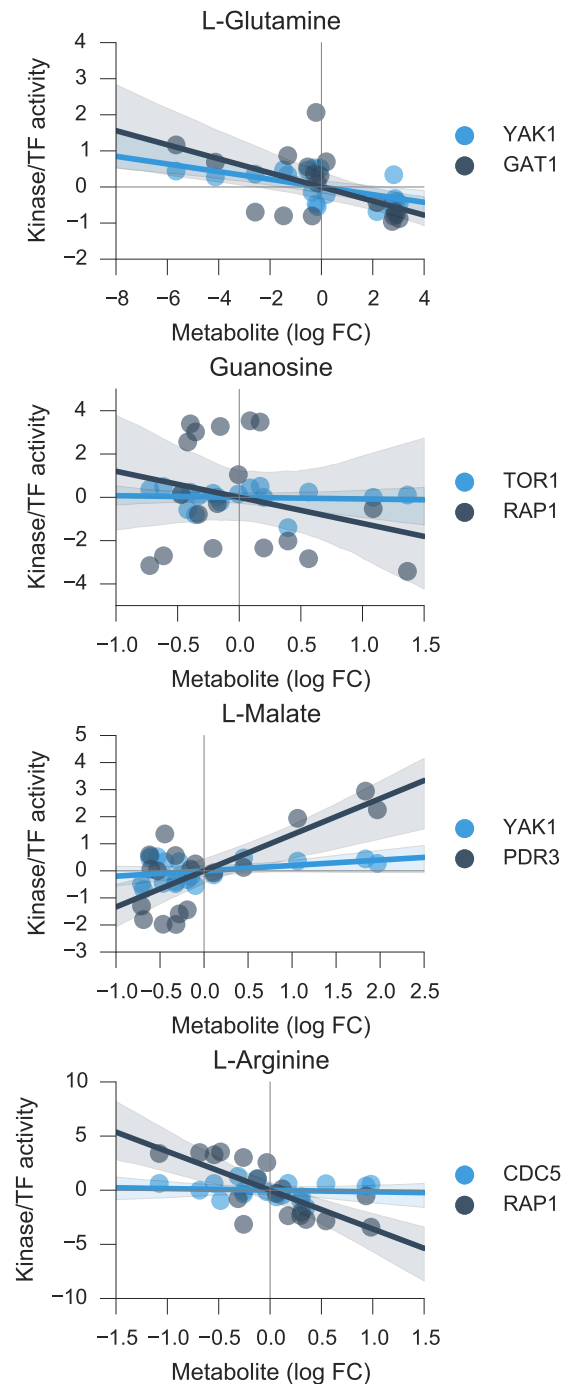 L-Glutamine
4
3
2
1
0
−1
−2
−8 −6 −4 −2 0 2 4
Kinase/TF activity
Metabolite (log FC)
YAK1
GAT1
Guanosine
4
2
0
−2
−4
−1.0 −0.5 0.0 0.5 1.0 1.5
Kinase/TF activity
Metabolite (log FC)
TOR1
RAP1
L-Malate
5
4
3
2
1
0
−1
−2
−3
−1.0 −0.5 0.0 0.5 1.0 1.5 2.0 2.5
Kinase/TF activity
Metabolite (log FC)
YAK1
PDR3
L-Arginine
10
5
0
−5
−10
−1.5 −1.0 −0.5 0.0 0.5 1.0 1.5
Kinase/TF activity
Metabolite (log FC)
CDC5
RAP1